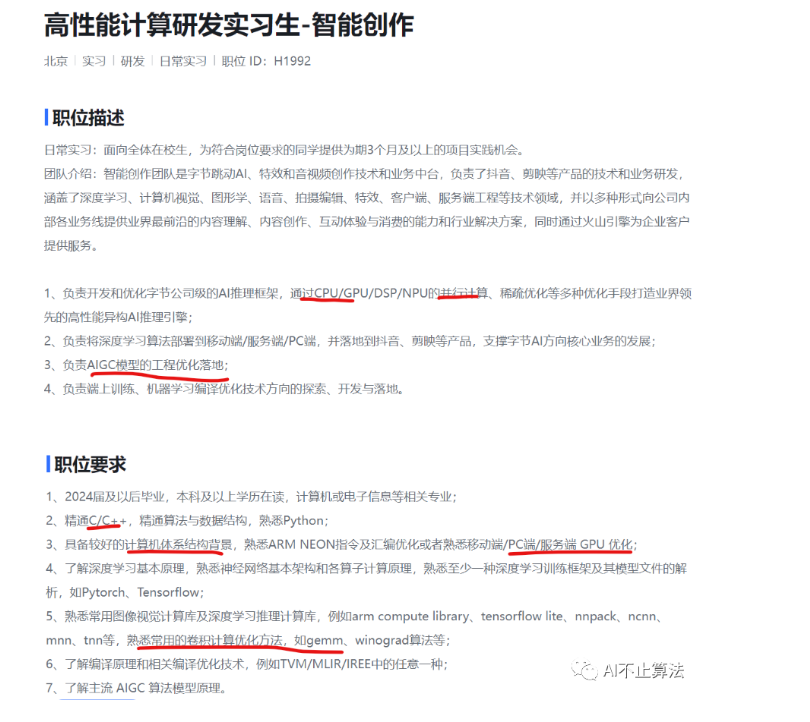 高性能计算研发实习生-智能创作
北京 | 实习 | 研发 | 日常实习 | 职位 ID：H1992
职位描述
日常实习：面向全体在校生，为符合岗位要求的同学提供为期3个月及以上的项目实践机会。
团队介绍：智能创作团队是字节跳动AI、特效和音视频创作技术和业务中台，负责了抖音、剪映等产品的技术和业务研发，
涵盖了深度学习、计算机视觉、图形学、语音、拍摄编辑、特效、客户端、服务端工程等技术领域，并以多种形式向公司内
部各业务线提供业界最前沿的内容理解、内容创作、互动体验与消费的能力和行业解决方案，同时通过火山引擎为企业客户
提供服务。
1、负责开发和优化字节公司级的AI推理框架，通过CPU/GPU/DSP/NPU的并行计算、稀疏优化等多种优化手段打造业界领
先的高性能异构AI推理引擎；
2、负责将深度学习算法部署到移动端/服务端/PC端，并落地到抖音、剪映等产品，支撑字节AI方向核心业务的发展；
3、负责AIGC模型的工程优化落地；
4、负责端上训练、机器学习编译优化技术方向的探索、开发与落地。
职位要求
1、2024届及以后毕业，本科及以上学历在读，计算机或电子信息等相关专业；
2、精通C/C++，精通算法与数据结构，熟悉Python；
3、具备较好的计算机体系结构背景，熟悉ARM NEON指令及汇编优化或者熟悉移动端/PC端/服务端 GPU 优化；
4、了解深度学习基本原理，熟悉神经网络基本架构和各算子计算原理，熟悉至少一种深度学习训练框架及其模型文件的解
析，如Pytorch、Tensorflow；
5、熟悉常用图像视觉计算库及深度学习推理计算库，例如arm compute library、tensorflow lite、nnpack、ncnn、
mnn、tnn等，熟悉常用的卷积计算优化方法，如gemm、winograd算法等；
6、了解编译原理和相关编译优化技术，例如TVM/MLIR/IREE中的任意一种；
7、了解主流 AIGC 算法模型原理。
AI不止算法